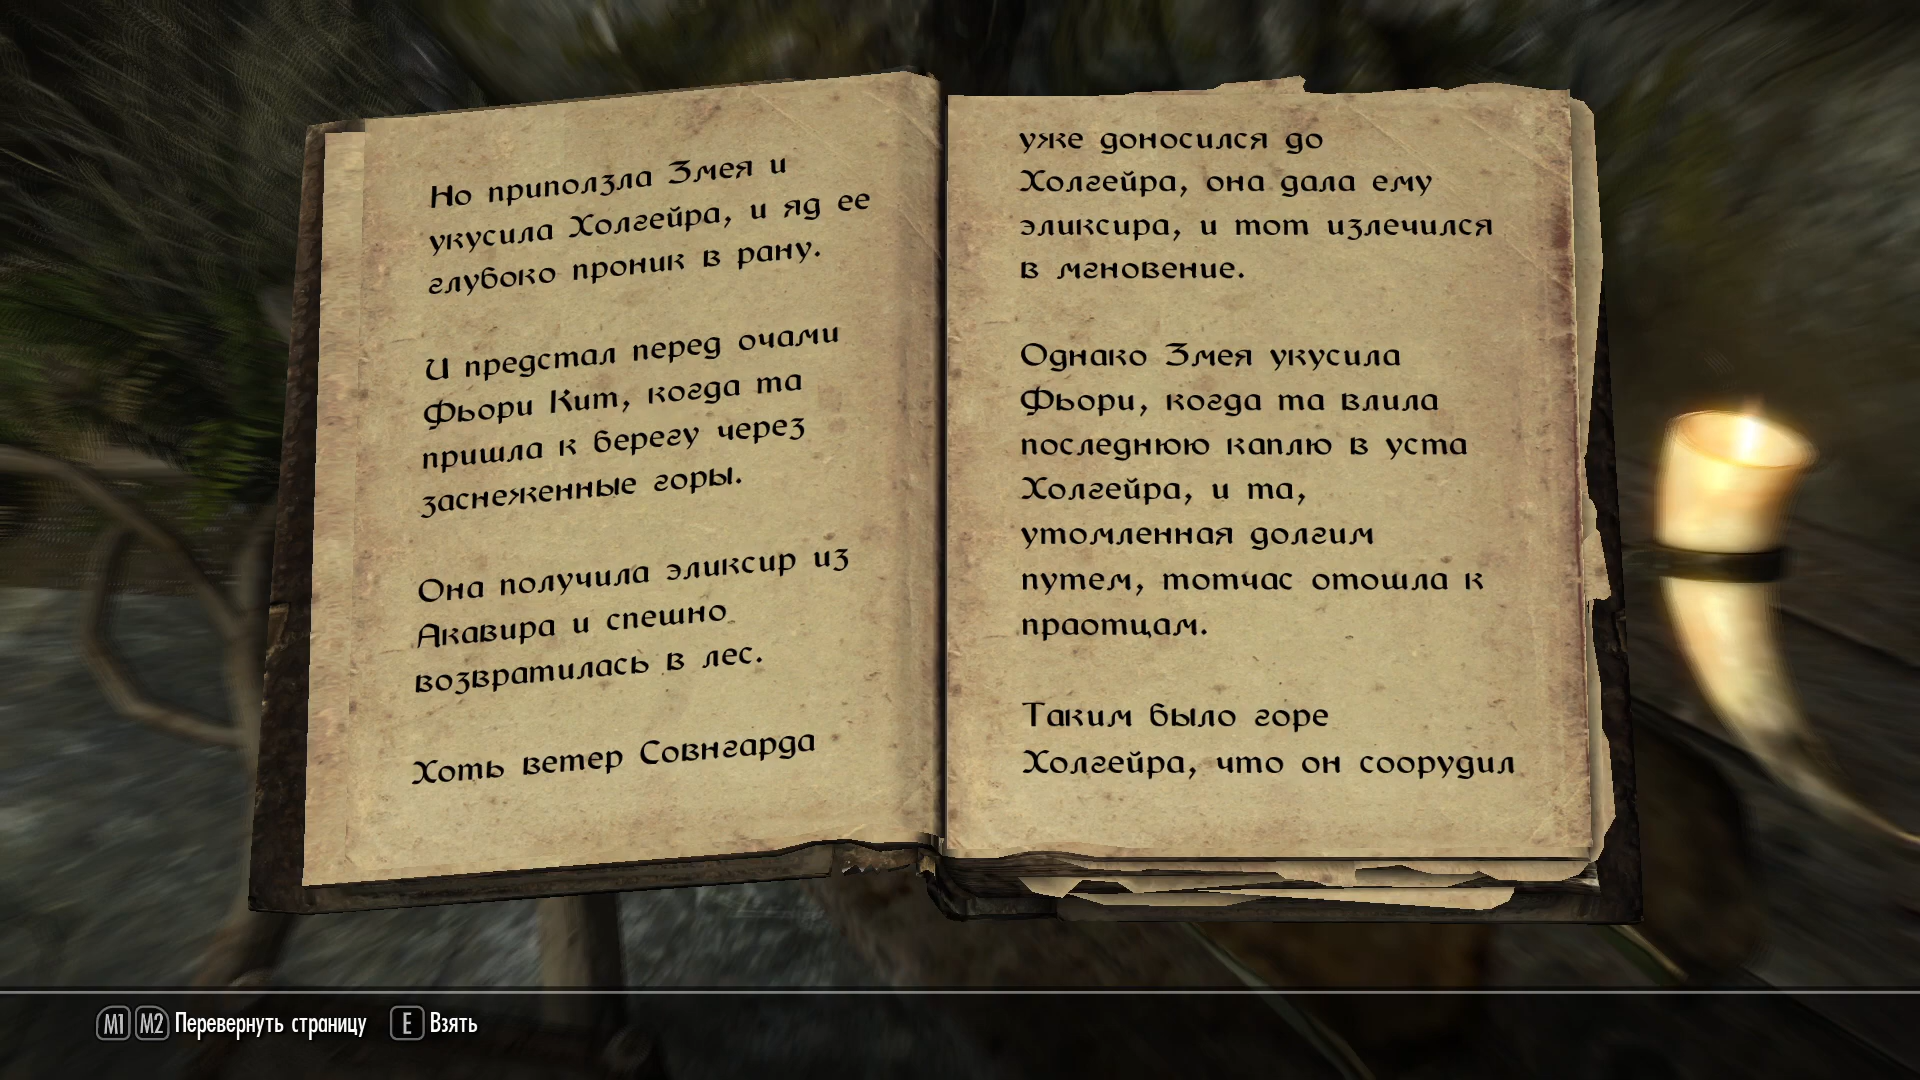 Но приползла Змея и
укусила Холгейра, и яд ее
глубоко проник в рану.
И предстал перед очами
Фьори Кит, когда та
пришла к берегу через
заснеженные горы.
Она получила эликсир из
Акавира и спешно
возвратилась в лес.
Хоть ветер Совнгарда
уже доносился до
Холгейра, она дала ему
эликсира, и тот излечился
в мгновение.
Однако Змея укусила
Фьори, когда та влила
последнюю каплю в уста
Холгейра, и та,
утомленная долгим
путем, тотчас отошла к
праотцам.
Таким было горе
Холгейра, что он соорудил
M1 M2 Перевернуть страницу E Взять